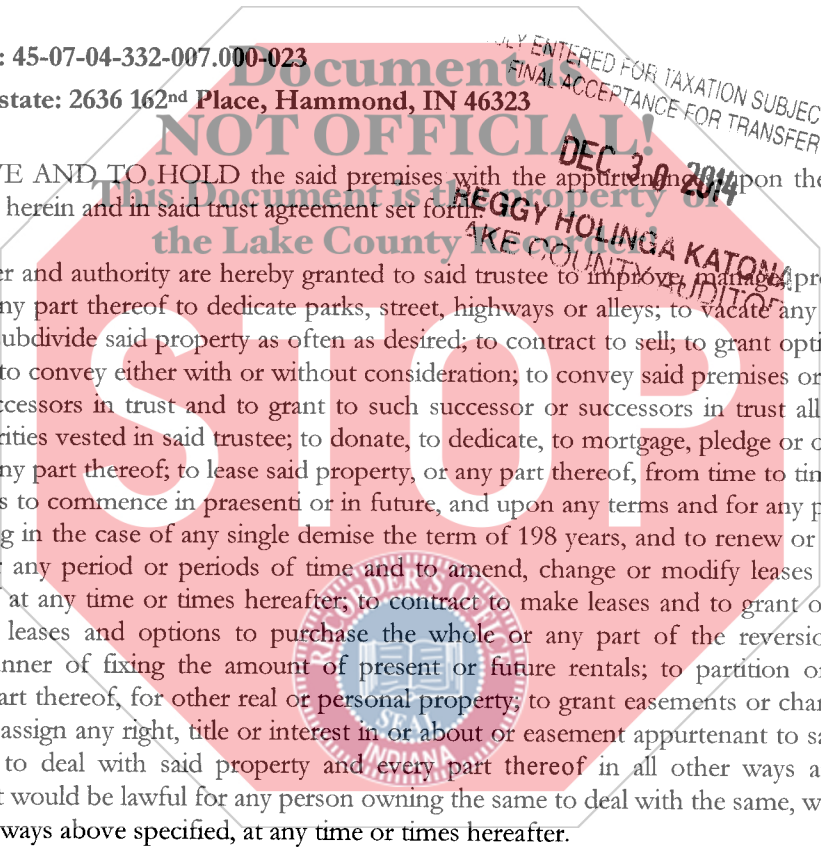 : 45-07-04-332-007.000-023
state: 2636 162nd Place, Hammond, IN 46323
Document is
NOT OFFICIAL!
This Document is the property of
the Lake County Recorder!
STOP
LY ENTERED FOR TAXATION SUBJEC
FINAL ACCEPTANCE FOR TRANSFER
DEC 30 2014
PEGGY HOLINGA KATONA
AKE COUNTY AUDITOR
VE AND TO HOLD the said premises with the appurtenances upon the
herein and in said trust agreement set forth.
er and authority are hereby granted to said trustee to improve, manage, pr
ny part thereof to dedicate parks, street, highways or alleys; to vacate any
ubdivide said property as often as desired; to contract to sell; to grant opti
to convey either with or without consideration; to convey said premises or
ccessors in trust and to grant to such successor or successors in trust all
rities vested in said trustee; to donate, to dedicate, to mortgage, pledge or o
ny part thereof; to lease said property, or any part thereof, from time to tim
s to commence in praesenti or in future, and upon any terms and for any p
g in the case of any single demise the term of 198 years, and to renew or
any period or periods of time and to amend, change or modify leases
at any time or times hereafter; to contract to make leases and to grant o
leases and options to purchase the whole or any part of the reversio
nner of fixing the amount of present or future rentals; to partition or
art thereof, for other real or personal property; to grant easements or char
assign any right, title or interest in or about or easement appurtenant to sa
to deal with said property and every part thereof in all other ways a
t would be lawful for any person owning the same to deal with the same, w
ways above specified, at any time or times hereafter.
RECORDER'S OFFICE
SEAL
INDIANA